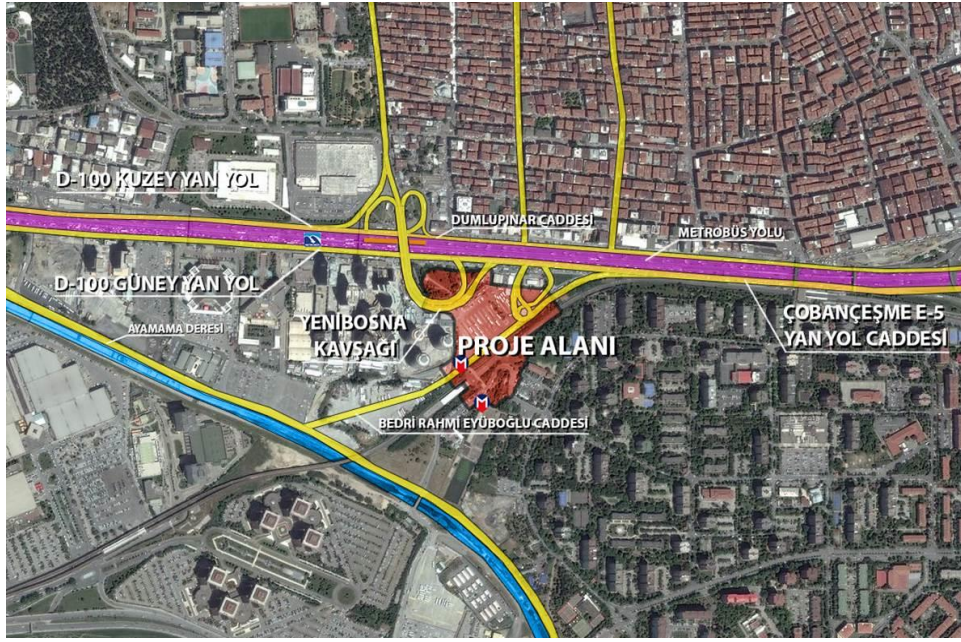 D-100 KUZEY YAN YOL
DUMLUPINAR CADDESİ
METROBÜS YOLU
D-100 GÜNEY YAN YOL
AYAMAMA DERESİ
YENİBOSNA
KAVŞAĞI
PROJE ALANI
ÇOBANÇEŞME E-5
YAN YOL CADDESİ
M
M
BEDRİ RAHMİ EYÜBOĞLU CADDESİ